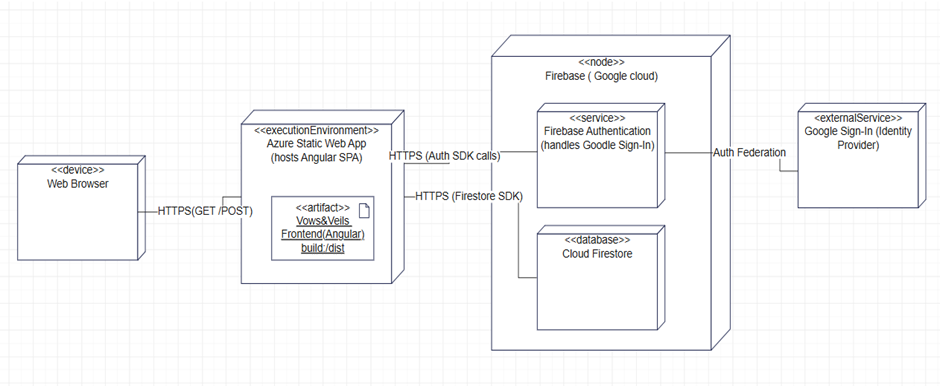 <<device>>
Web Browser
HTTPS(GET /POST)
<<executionEnvironment>>
Azure Static Web App
(hosts Angular SPA)
<<artifact>>
Vows&Veils
Frontend(Angular)
build:/dist
HTTPS (Auth SDK calls)
HTTPS (Firestore SDK)
<<node>>
Firebase ( Google cloud)
<<service>>
Firebase Authentication
(handles Goodle Sign-In)
<<database>>
Cloud Firestore
Auth Federation
<<externalService>>
Google Sign-In (Identity
Provider)